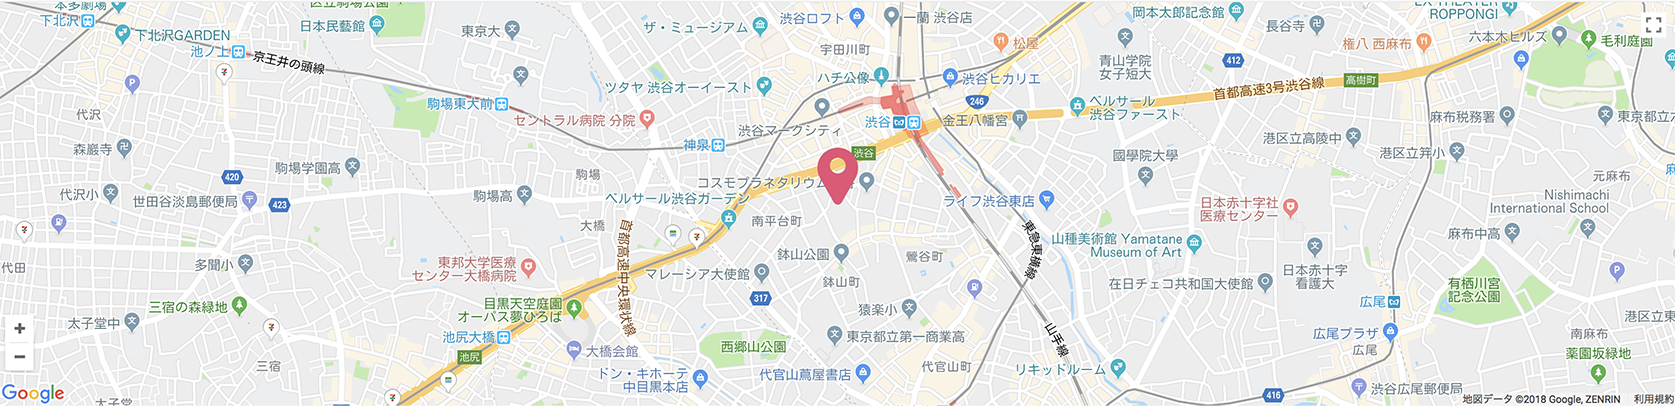 本多劇場
下北沢
下北沢GARDEN
池ノ上
京王井の頭線
日本民藝館
東京大
ザ・ミュージアム
渋谷ロフト
一蘭 渋谷店
宇田川町
松屋
ハチ公像
渋谷ヒカリエ
青山学院
女子短大
岡本太郎記念館
412
長谷寺
ROPPONGI
権八 西麻布
六本木ヒルズ
毛利庭園
高樹町
首都高速3号渋谷線
代沢
駒場東大前
ツタヤ 渋谷オーイースト
セントラル病院 分院
246
ベルサール
渋谷ファースト
渋谷
金王八幡宮
渋谷マークシティ
神泉
渋谷
麻布税務署
港区立高陵中
港区立笄小
森巌寺
駒場学園高
420
駒場
國學院大學
元麻布
代沢小
世田谷淡島郵便局
423
駒場高
コスモプラネタリウム
ベルサール渋谷ガーデン
ライフ渋谷東店
日本赤十字社
医療センター
Nishimachi
International School
大橋
南平台町
首都高速中央環状線
東急東横線
山種美術館 Yamatane
Museum of Art
麻布中高
代田
多聞小
東邦大学医療
センター大橋病院
マレーシア大使館
鉢山公園
鶯谷町
鉢山町
在日チェコ共和国大使館
日本赤十字
看護大
有栖川宮
記念公園
三宿の森緑地
目黒天空庭園
オーパス夢ひろば
317
猿楽小
広尾
太子堂中
池尻大橋
池尻
大橋会館
西郷山公園
東京都立第一商業高
山手線
広尾プラザ
広尾
南麻布
港区立東
三宿
薬園坂緑地
ドン・キホーテ
中目黒本店
代官山蔦屋書店
代官山町
リキッドルーム
416
渋谷広尾郵便局
太子堂
Google
地図データ ©2018 Google, ZENRIN
利用規約